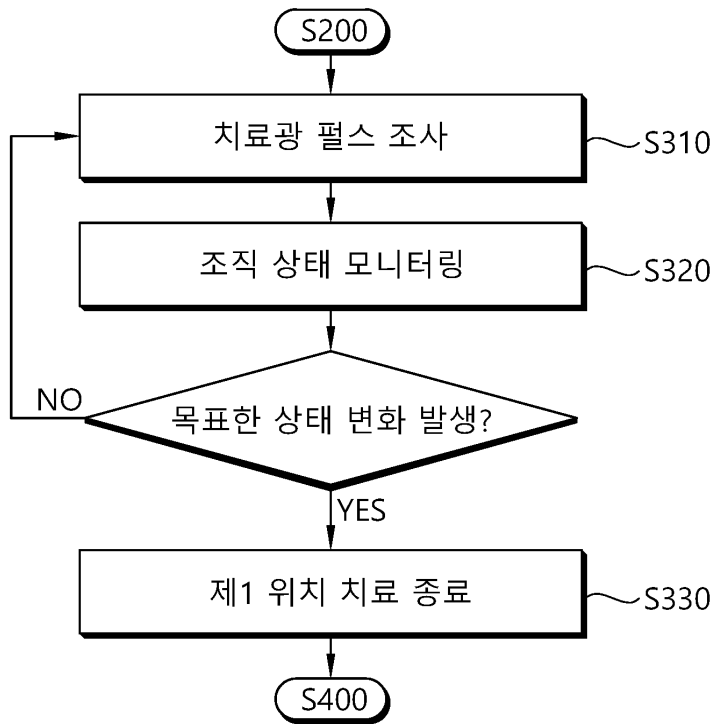 S200
치료광 펄스 조사
S310
조직 상태 모니터링
S320
NO
목표한 상태 변화 발생?
YES
제1 위치 치료 종료
S330
S400